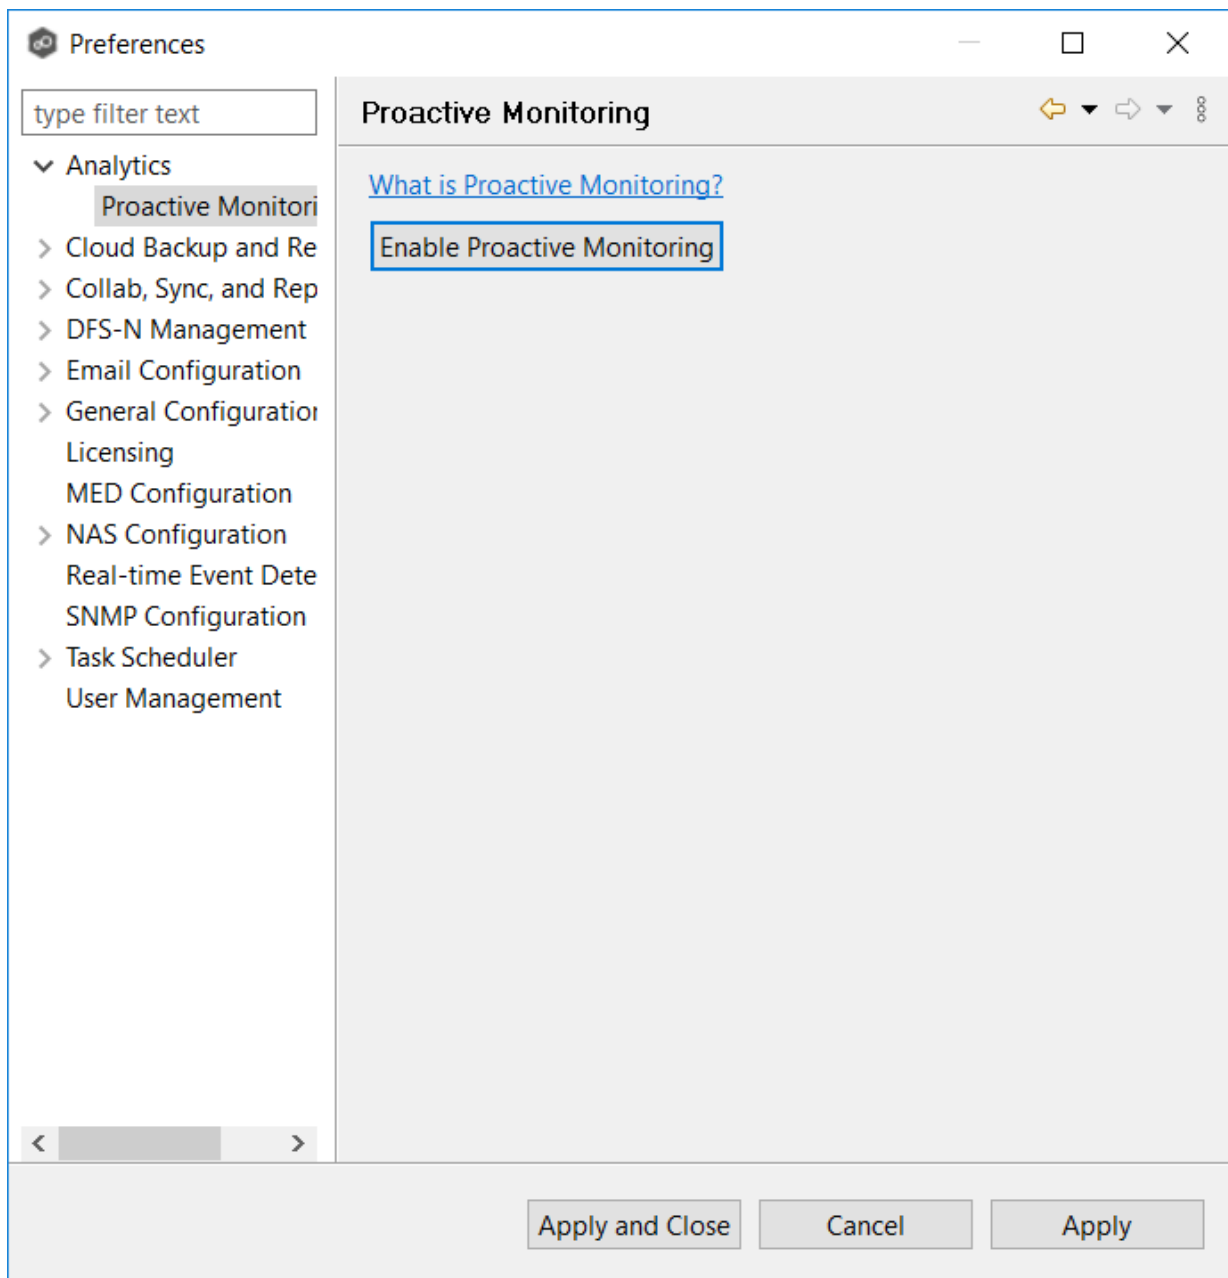 Preferences
type filter text
Analytics
Proactive Monitori
Cloud Backup and Re
Collab, Sync, and Rep
DFS-N Management
Email Configuration
General Configuration
Licensing
MED Configuration
NAS Configuration
Real-time Event Dete
SNMP Configuration
Task Scheduler
User Management
Proactive Monitoring
What is Proactive Monitoring?
Enable Proactive Monitoring
Apply and Close
Cancel
Apply